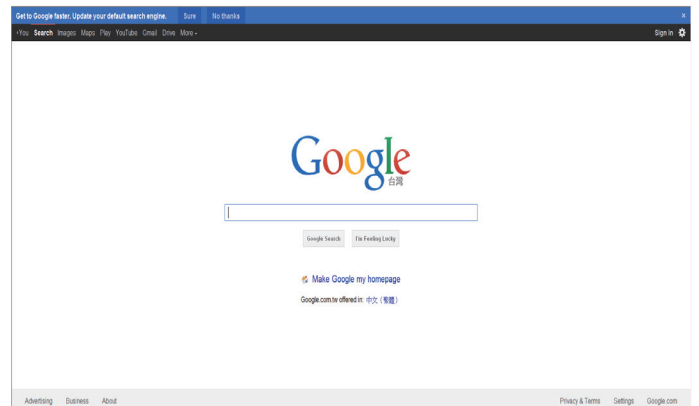 Get to Google faster. Update your default search engine. Sure No thanks x
+You Search Images Maps Play YouTube Gmail Drive More
Sign in
Google
台灣
Google Search I'm Feeling Lucky
Make Google my homepage
Google.com.tw offered in: 中文 (繁體)
Advertising Business About Privacy & Terms Settings Google.com